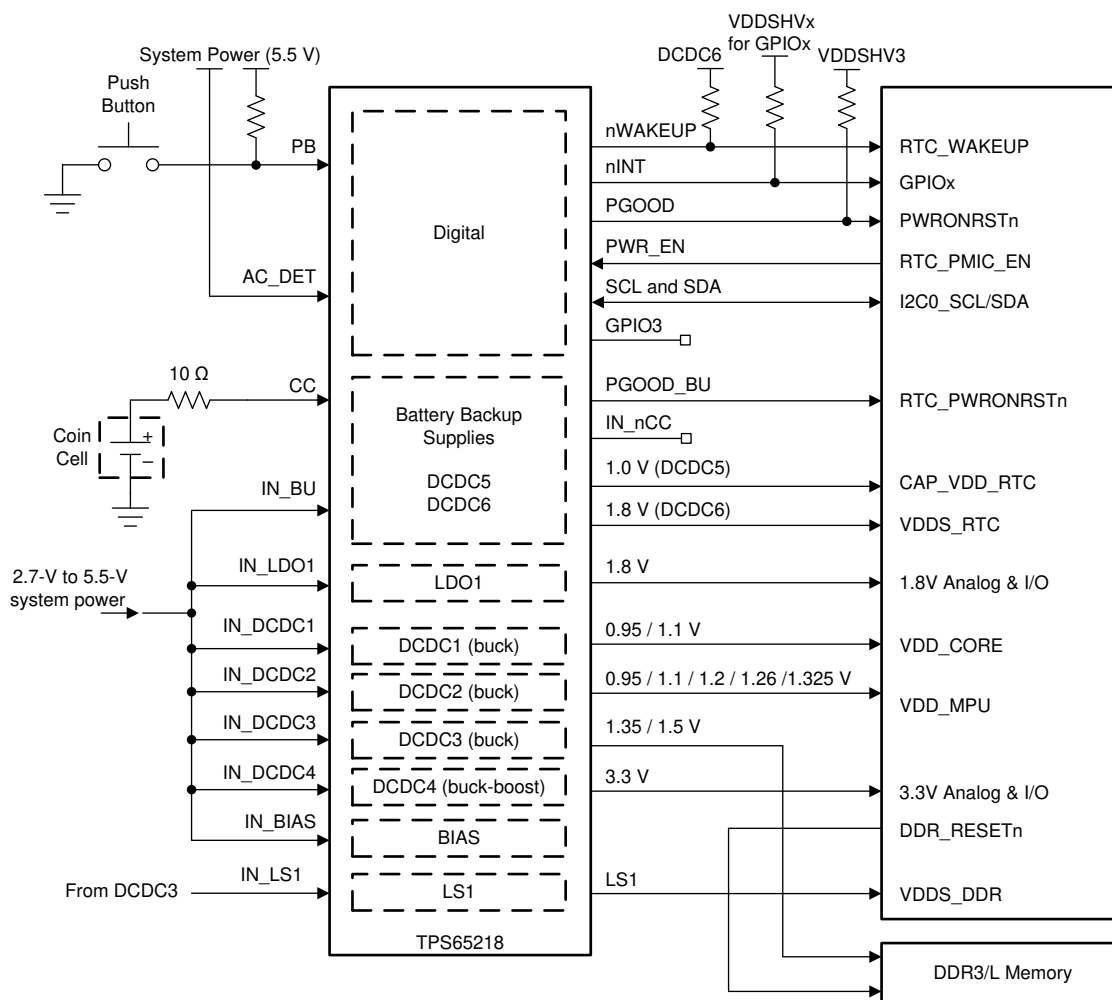 System Power (5.5 V)
Push
Button
PB
AC_DET
10 Ω
CC
Coin
Cell
+
–
IN_BU
2.7-V to 5.5-V
system power
IN_LDO1
IN_DCDC1
IN_DCDC2
IN_DCDC3
IN_DCDC4
IN_BIAS
From DCDC3
IN_LS1
Digital
Battery Backup
Supplies
DCDC5
DCDC6
LDO1
DCDC1 (buck)
DCDC2 (buck)
DCDC3 (buck)
DCDC4 (buck-boost)
BIAS
LS1
TPS65218
DCDC6
VDDSHVx
for GPIOx
VDDSHV3
nWAKEUP
nINT
PGOOD
PWR_EN
SCL and SDA
GPIO3
PGOOD_BU
IN_nCC
1.0 V (DCDC5)
1.8 V (DCDC6)
1.8 V
0.95 / 1.1 V
0.95 / 1.1 / 1.2 / 1.26 /1.325 V
1.35 / 1.5 V
3.3 V
LS1
RTC_WAKEUP
GPIOx
PWRONRSTn
RTC_PMIC_EN
I2C0_SCL/SDA
RTC_PWRONRSTn
CAP_VDD_RTC
VDDS_RTC
1.8V Analog & I/O
VDD_CORE
VDD_MPU
3.3V Analog & I/O
DDR_RESETn
VDDS_DDR
DDR3/L Memory